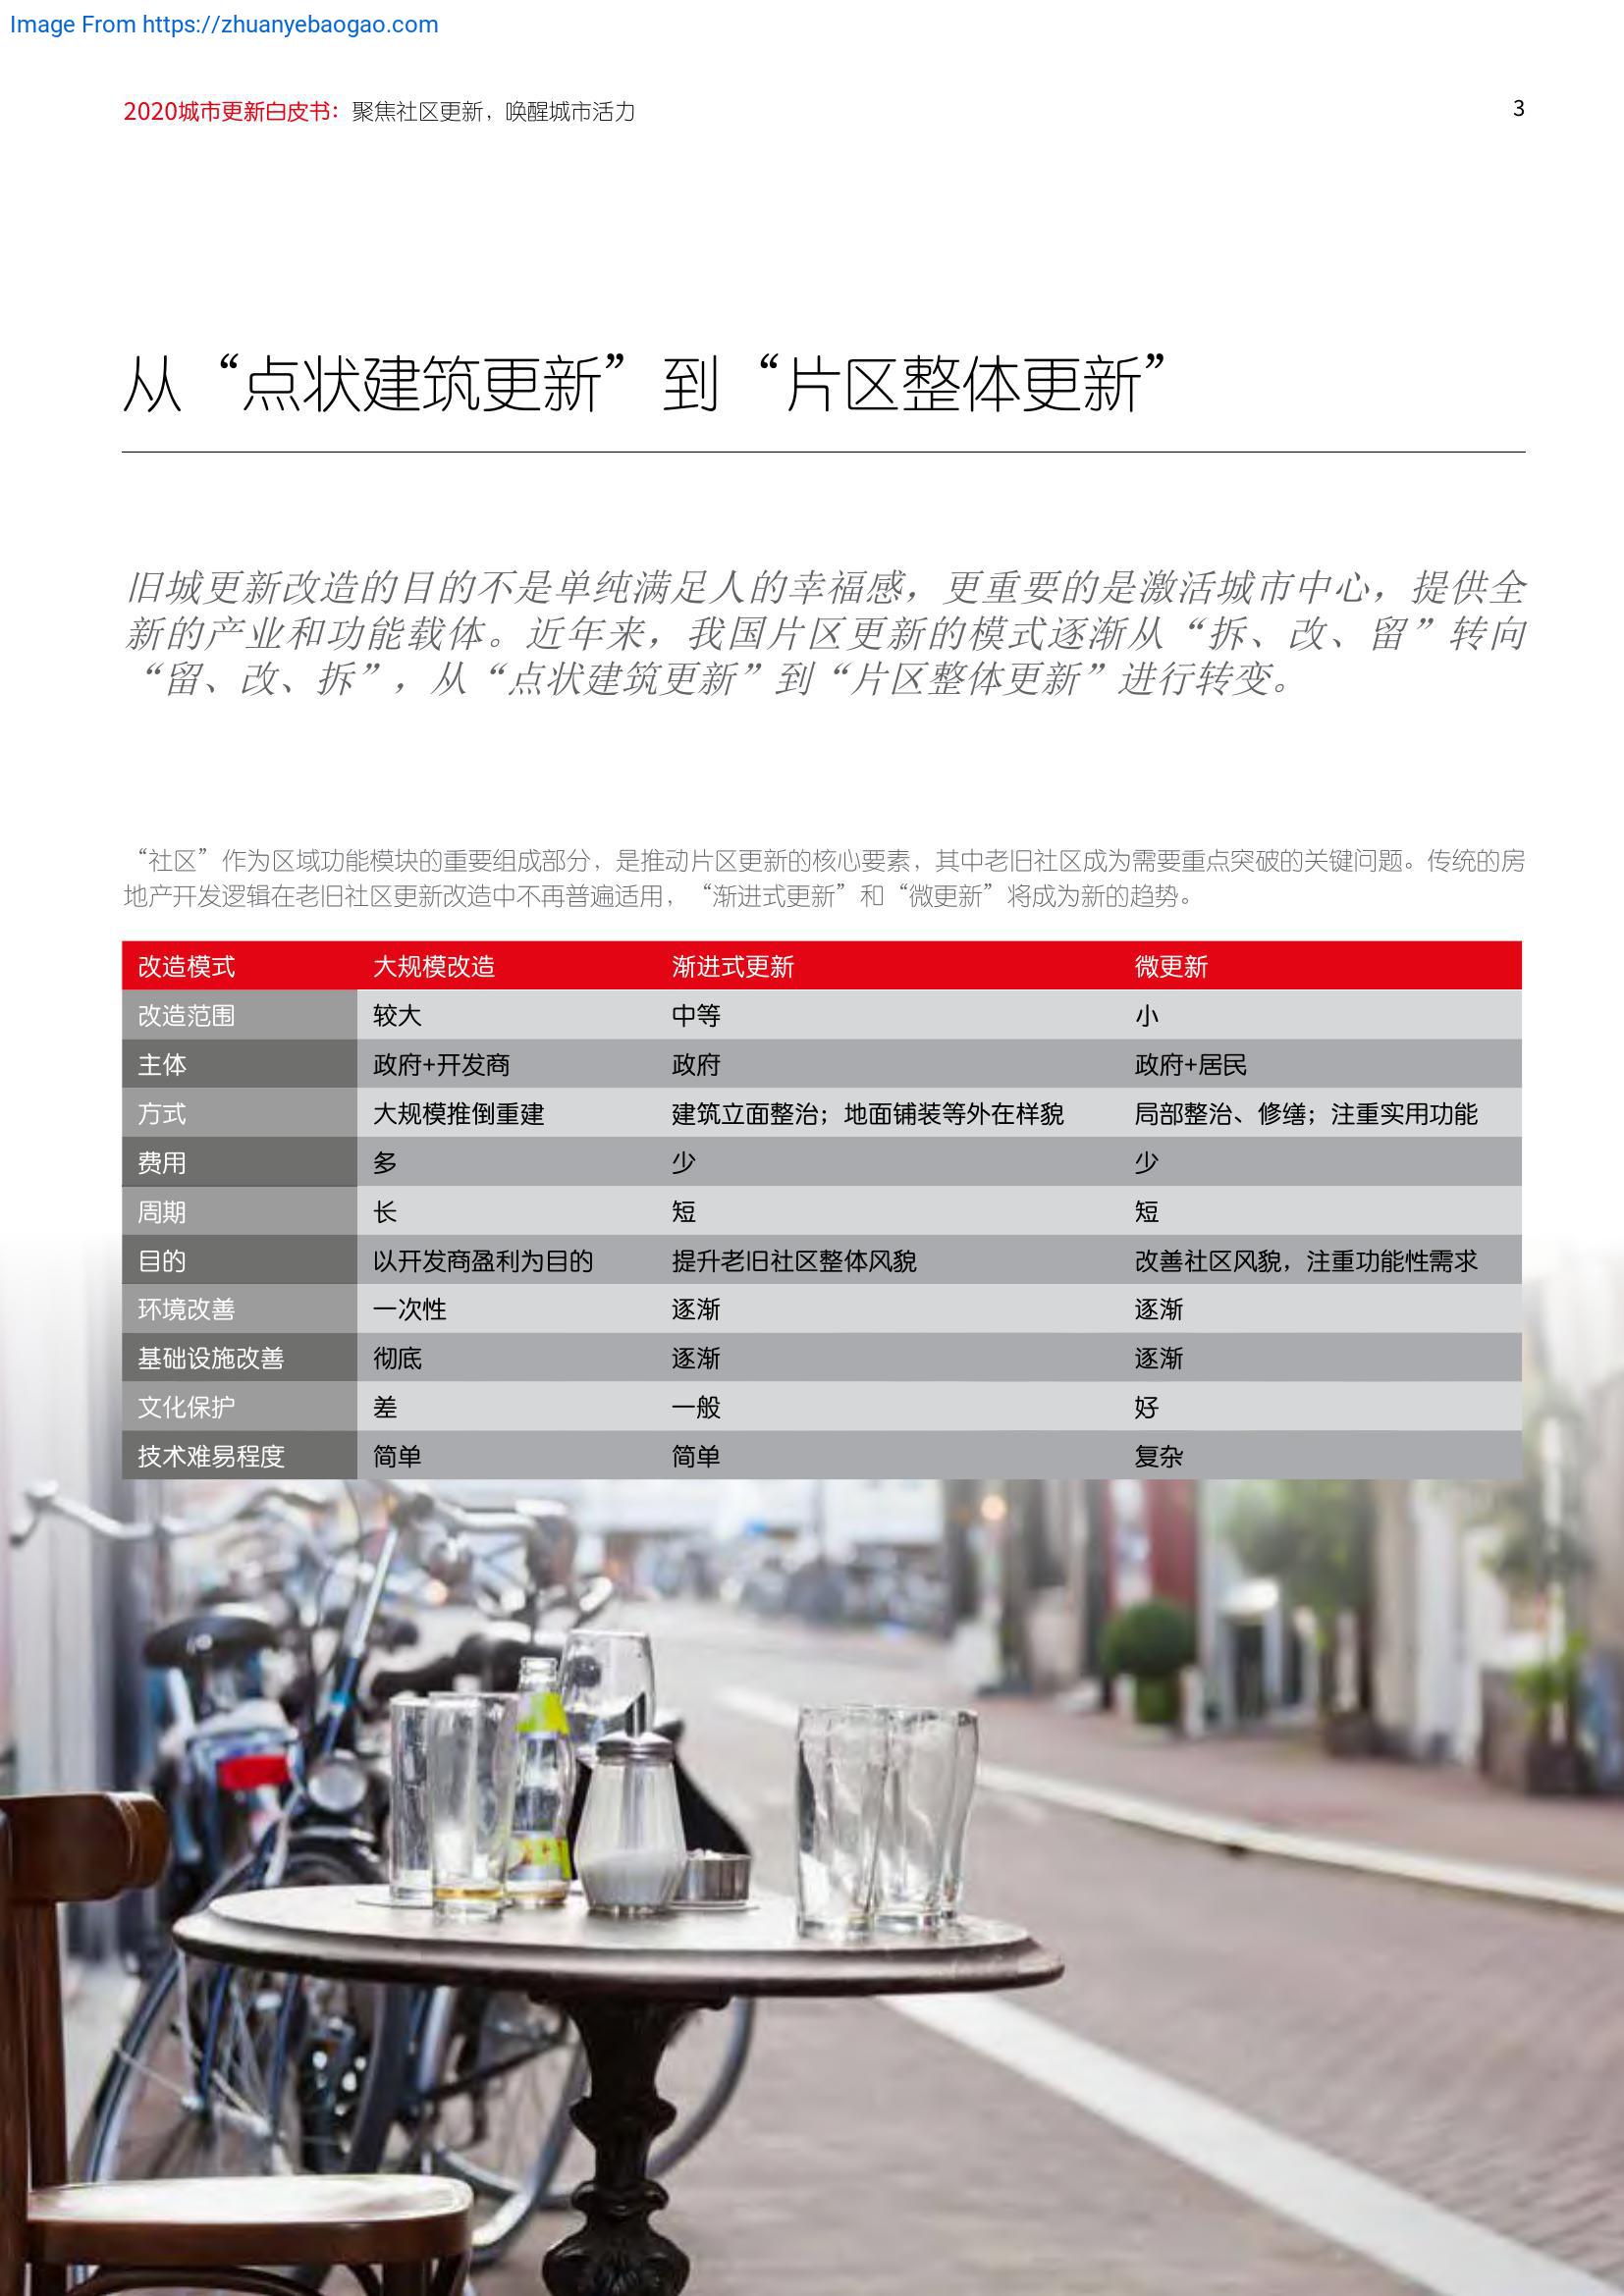 Image From https://zhuanyebaogao.com
2020城市更新白皮书：聚焦社区更新，唤醒城市活力
3
从“点状建筑更新”到“片区整体更新”
旧城更新改造的目的不是单纯满足人的幸福感，更重要的是激活城市中心，提供全
新的产业和功能载体。近年来，我国片区更新的模式逐渐从“拆、改、留”转向
“留、改、拆”，从“点状建筑更新”到“片区整体更新”进行转变。
“社区”作为区域功能模块的重要组成部分，是推动片区更新的核心要素，其中老旧社区成为需要重点突破的关键问题。传统的房
地产开发逻辑在老旧社区更新改造中不再普遍适用，“渐进式更新”和“微更新”将成为新的趋势。
改造模式 大规模改造 渐进式更新 微更新
改造范围 较大 中等 小
主体 政府+开发商 政府 政府+居民
方式 大规模推倒重建 建筑立面整治；地面铺装等外在样貌 局部整治、修缮；注重实用功能
费用 多 少 少
周期 长 短 短
目的 以开发商盈利为目的 提升老旧社区整体风貌 改善社区风貌，注重功能性需求
环境改善 一次性 逐渐 逐渐
基础设施改善 彻底 逐渐 逐渐
文化保护 差 一般 好
技术难易程度 简单 简单 复杂